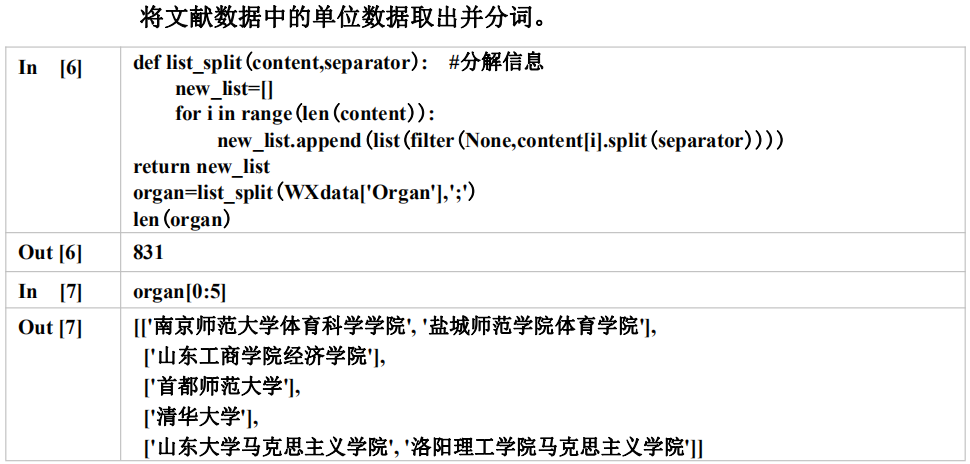 将文献数据中的单位数据取出并分词。
In [6]
def list_split(content,separator): #分解信息
new_list=[]
for i in range(len(content)):
new_list.append(list(filter(None,content[i].split(separator))))
return new_list
organ=list_split(WXdata['Organ'],';')
len(organ)
Out [6]
831
In [7]
organ[0:5]
Out [7]
[['南京师范大学体育科学学院', '盐城师范学院体育学院'],
['山东工商学院经济学院'],
['首都师范大学'],
['清华大学'],
['山东大学马克思主义学院', '洛阳理工学院马克思主义学院']]